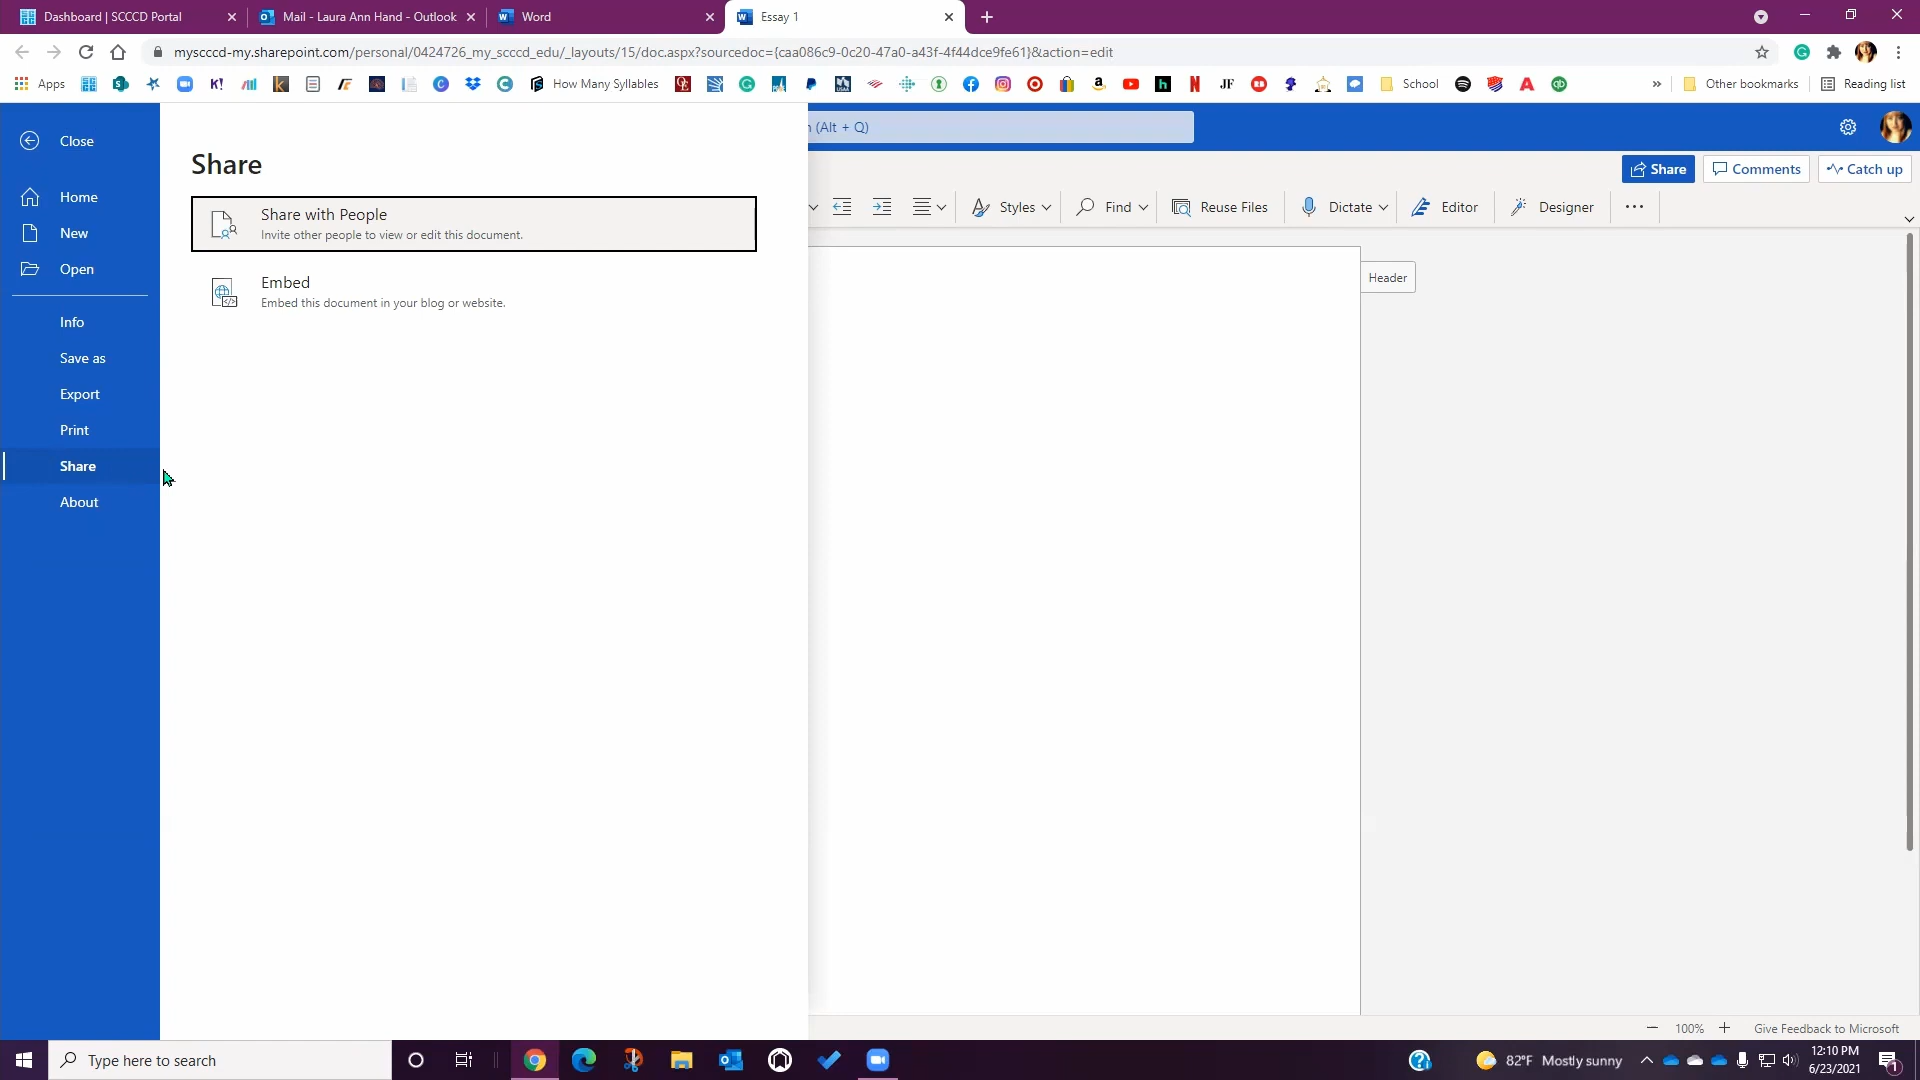 Dashboard | SCCCD Portal
Mail - Laura Ann Hand - Outlook
Word
Essay 1
myscccd-my.sharepoint.com/personal/0424726_my_scccd_edu/_layouts/15/doc.aspx?sourcedoc={caa086c9-0c20-47a0-a43f-4f44dce9fe61}&action=edit
Apps
How Many Syllables
School
Other bookmarks
Reading list
Close
(Alt + Q)
Share
Share
Comments
Catch up
Home
New
Open
Share with People
Invite other people to view or edit this document.
Styles
Find
Reuse Files
Dictate
Editor
Designer
Embed
Embed this document in your blog or website.
Header
Info
Save as
Export
Print
Share
About
100%
Give Feedback to Microsoft
Type here to search
82°F Mostly sunny
12:10 PM
6/23/2021
1